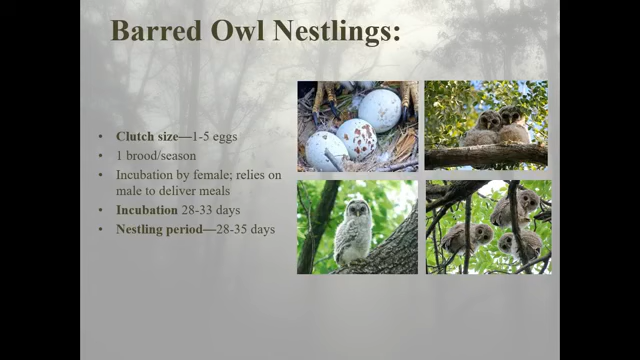 Barred Owl Nestlings:
• Clutch size—1-5 eggs
• 1 brood/season
• Incubation by female; relies on
male to deliver meals
• Incubation 28-33 days
• Nestling period—28-35 days